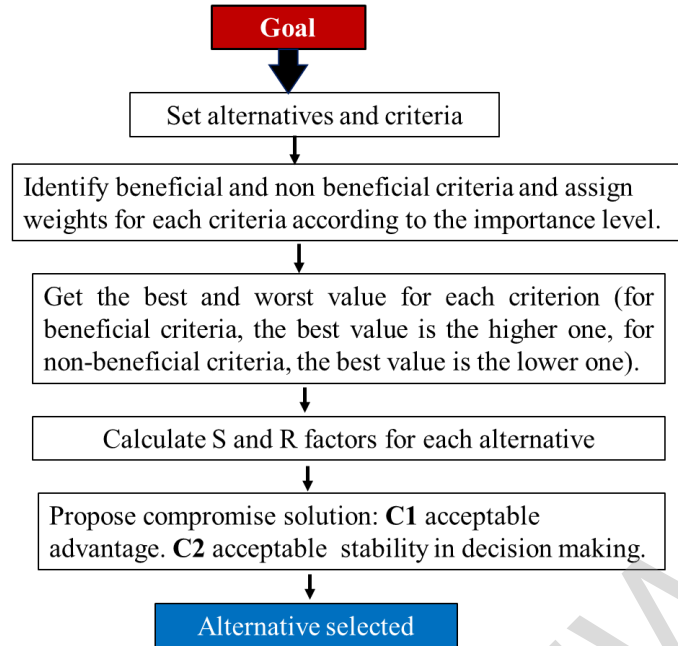 Goal
Set alternatives and criteria
Identify beneficial and non beneficial criteria and assign
weights for each criteria according to the importance level.
Get the best and worst value for each criterion (for
beneficial criteria, the best value is the higher one, for
non-beneficial criteria, the best value is the lower one).
Calculate S and R factors for each alternative
Propose compromise solution: C1 acceptable
advantage. C2 acceptable stability in decision making.
Alternative selected